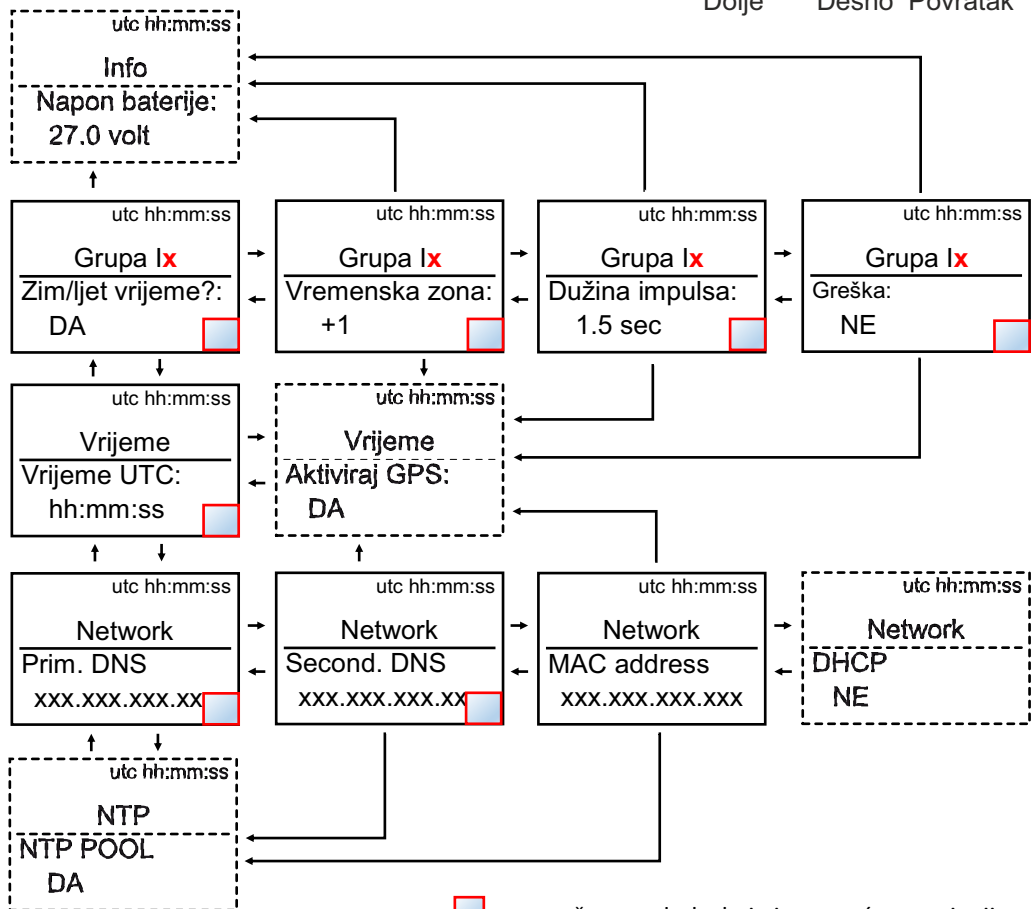 Dolje Desno Povratak
utc hh:mm:ss
Info
Napon baterije:
27.0 volt
utc hh:mm:ss
Grupa Ix
Zim/ljet vrijeme?:
DA
utc hh:mm:ss
Grupa Ix
Vremenska zona:
+1
utc hh:mm:ss
Grupa Ix
Dužina impulsa:
1.5 sec
utc hh:mm:ss
Grupa Ix
Greška:
NE
utc hh:mm:ss
Vrijeme
Vrijeme UTC:
hh:mm:ss
utc hh:mm:ss
Vrijeme
Aktiviraj GPS:
DA
utc hh:mm:ss
Network
Prim. DNS
xxx.xxx.xxx.xx
utc hh:mm:ss
Network
Second. DNS
xxx.xxx.xxx.xx
utc hh:mm:ss
Network
MAC address
xxx.xxx.xxx.xxx
utc hh:mm:ss
Network
DHCP
NE
utc hh:mm:ss
NTP
NTP POOL
DA